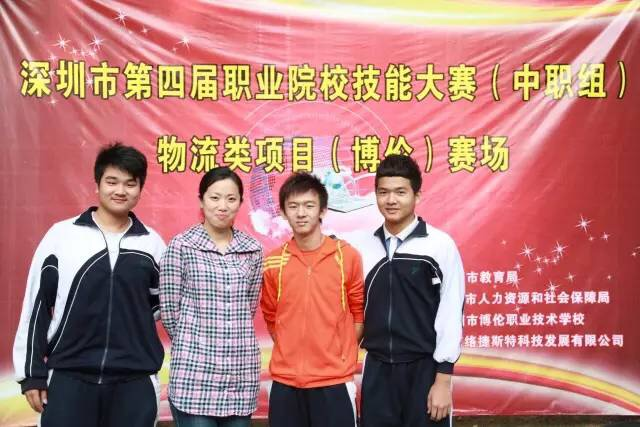 深圳市第四届职业院校技能大赛（中职组）
物流类项目（博伦）赛场
市教育局
市人力资源和社会保障局
圳市博伦职业技术学校
络捷斯特科技发展有限公司